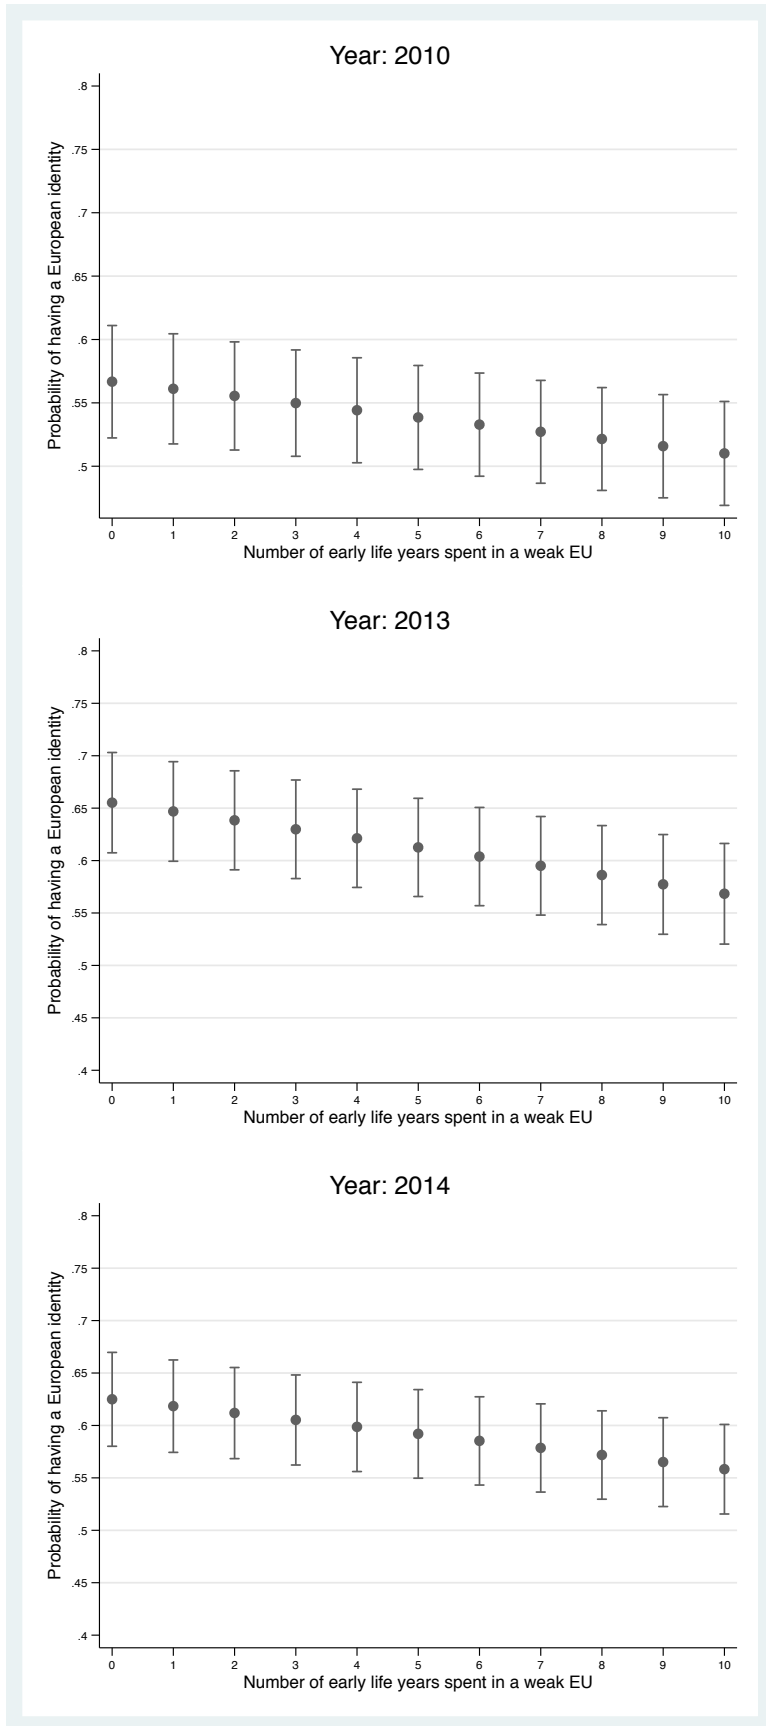 Year: 2010
Probability of having a European identity
.8
.75
.7
.65
.6
.55
.5
0 1 2 3 4 5 6 7 8 9 10
Number of early life years spent in a weak EU
Year: 2013
Probability of having a European identity
.8
.75
.7
.65
.6
.55
.5
.45
.4
0 1 2 3 4 5 6 7 8 9 10
Number of early life years spent in a weak EU
Year: 2014
Probability of having a European identity
.8
.75
.7
.65
.6
.55
.5
.45
.4
0 1 2 3 4 5 6 7 8 9 10
Number of early life years spent in a weak EU